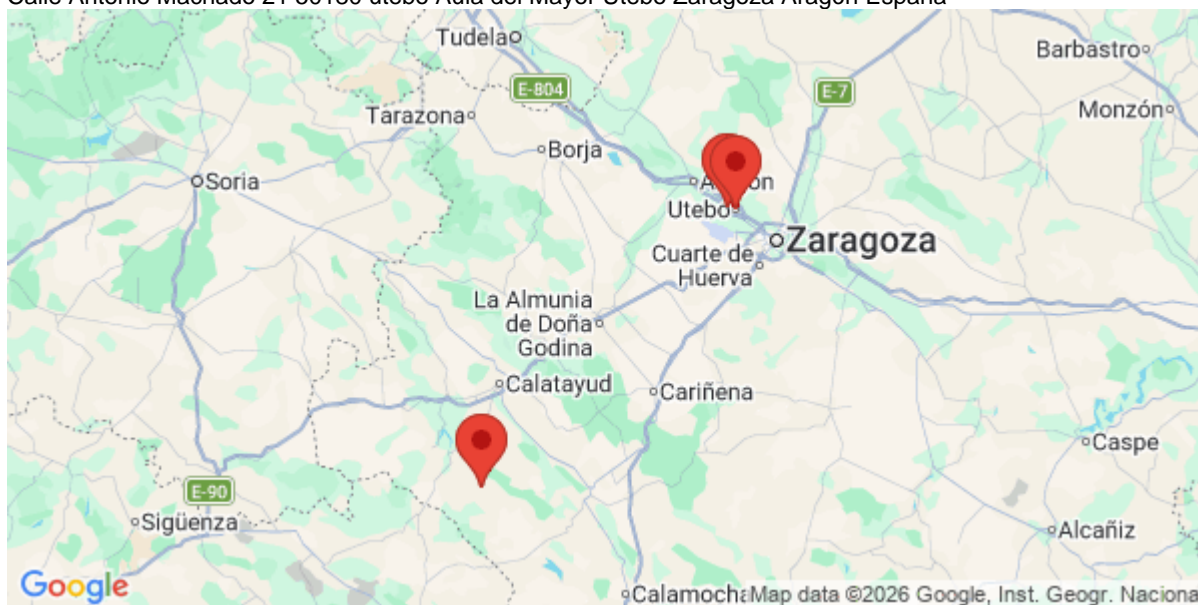 Tudela
Barbastro
E-804
E-7
Tarazona
Monzón
Borja
Soria
Utebo
Zaragoza
Cuarte de
Huerva
La Almunia
de Doña
Godina
Calatayud
Cariñena
Caspe
E-90
Sigüenza
Alcañiz
Google
Calamocha
Map data ©2026 Google, Inst. Geogr. Naciona